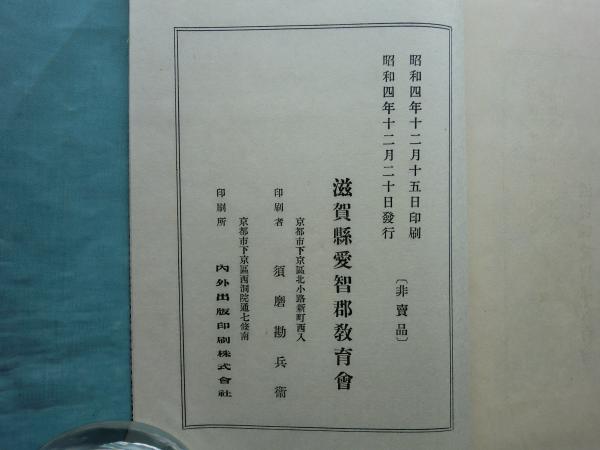 昭和四年十二月十五日印刷
昭和四年十二月二十日發行
〔非賣品〕
滋賀縣愛智郡敎育會
京都市下京區北小路新町西入
印刷者 須磨勘兵衞
京都市下京區西洞院通七條南
印刷所 內外出版印刷株式會社